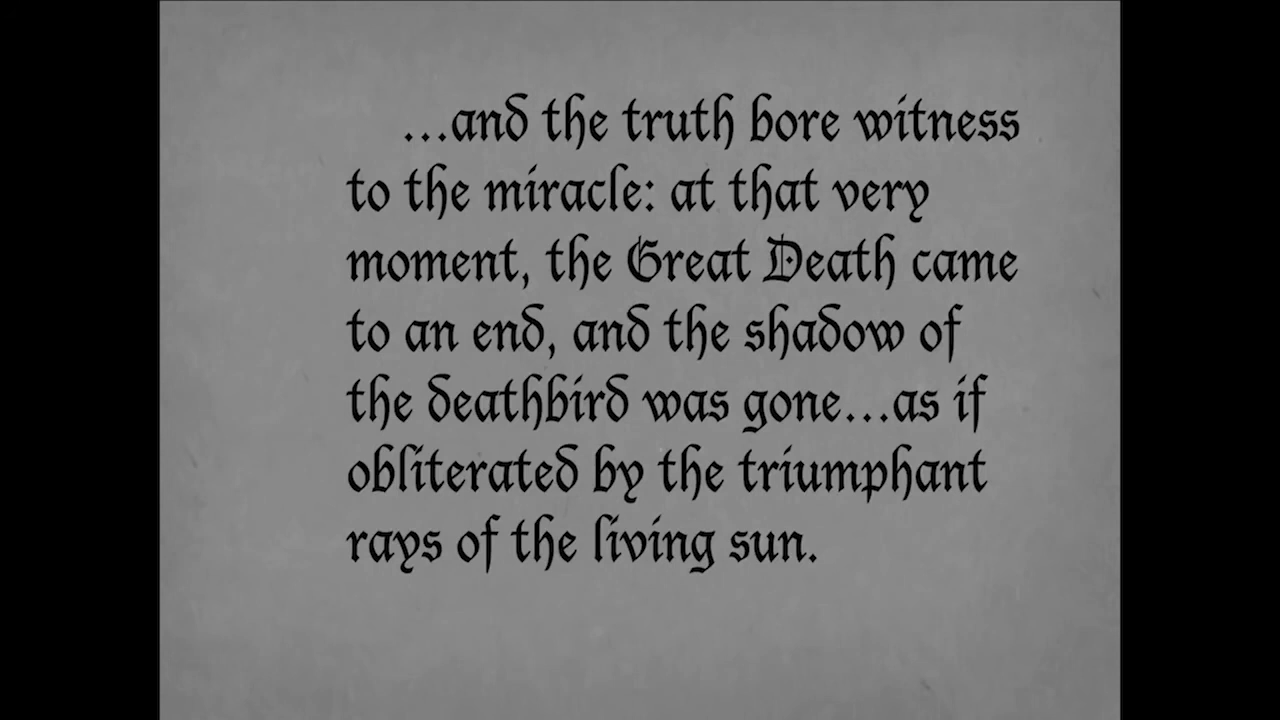 ...and the truth bore witness
to the miracle: at that very
moment, the Great Death came
to an end, and the shadow of
the deathbird was gone...as if
obliterated by the triumphant
rays of the living sun.